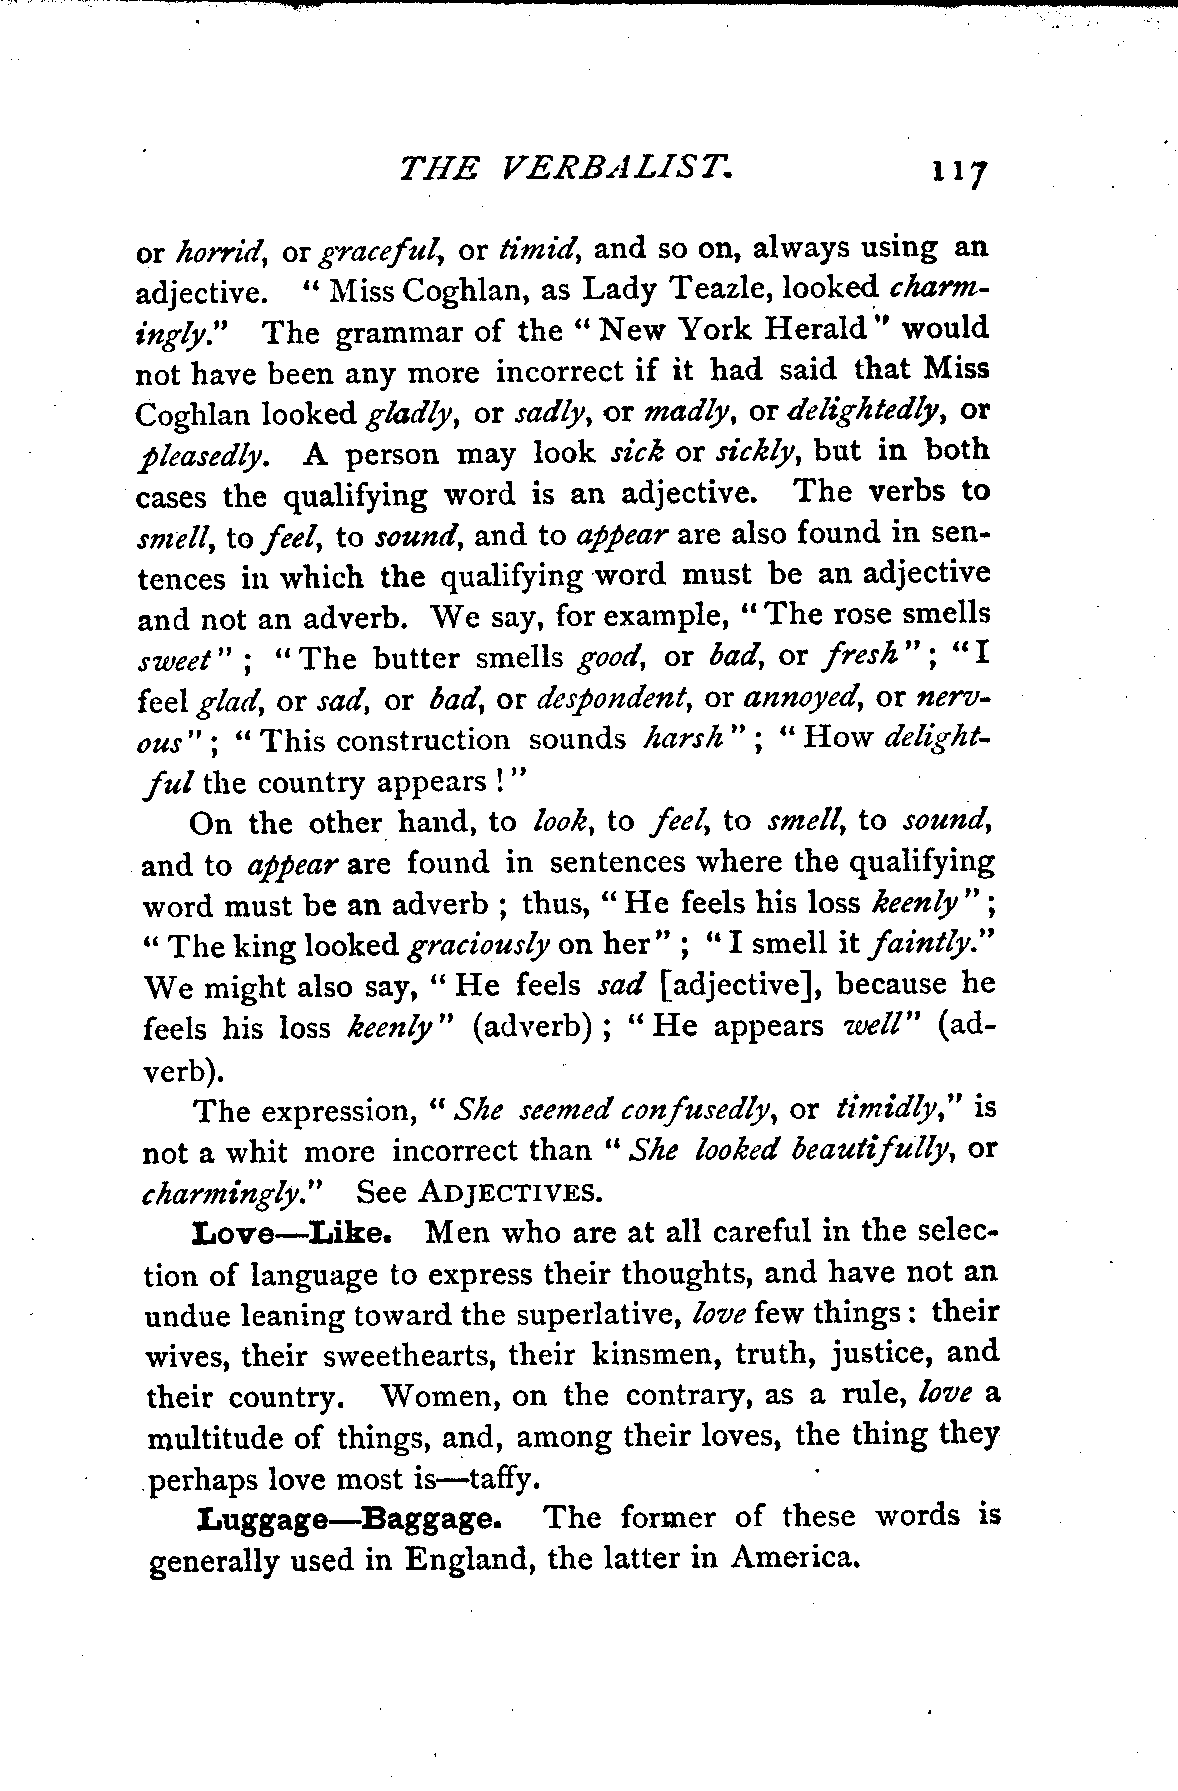 THE VERBALIST. 117
or horrid, or graceful, or timid, and so on, always using an
adjective. " Miss Coghlan, as Lady Teazle, looked charm-
ingly." The grammar of the " New York Herald " would
not have been any more incorrect if it had said that Miss
Coghlan looked gladly, or sadly, or madly, or delightedly, or
pleasedly. A person may look sick or sickly, but in both
cases the qualifying word is an adjective. The verbs to
smell, to feel, to sound, and to appear are also found in sen-
tences in which the qualifying word must be an adjective
and not an adverb. We say, for example, " The rose smells
sweet " ; " The butter smells good, or bad, or fresh " ; " I
feel glad, or sad, or bad, or despondent, or annoyed, or nerv-
ous " ; " This construction sounds harsh " ; " How delight-
ful the country appears ! "
On the other hand, to look, to feel, to smell, to sound,
and to appear are found in sentences where the qualifying
word must be an adverb ; thus, " He feels his loss keenly " ;
" The king looked graciously on her " ; " I smell it faintly."
We might also say, " He feels sad [adjective], because he
feels his loss keenly " (adverb) ; " He appears well " (ad-
verb).
The expression, " She seemed confusedly, or timidly," is
not a whit more incorrect than " She looked beautifully, or
charmingly." See ADJECTIVES.
Love—Like. Men who are at all careful in the selec-
tion of language to express their thoughts, and have not an
undue leaning toward the superlative, love few things : their
wives, their sweethearts, their kinsmen, truth, justice, and
their country. Women, on the contrary, as a rule, love a
multitude of things, and, among their loves, the thing they
perhaps love most is—taffy.
Luggage—Baggage. The former of these words is
generally used in England, the latter in America.